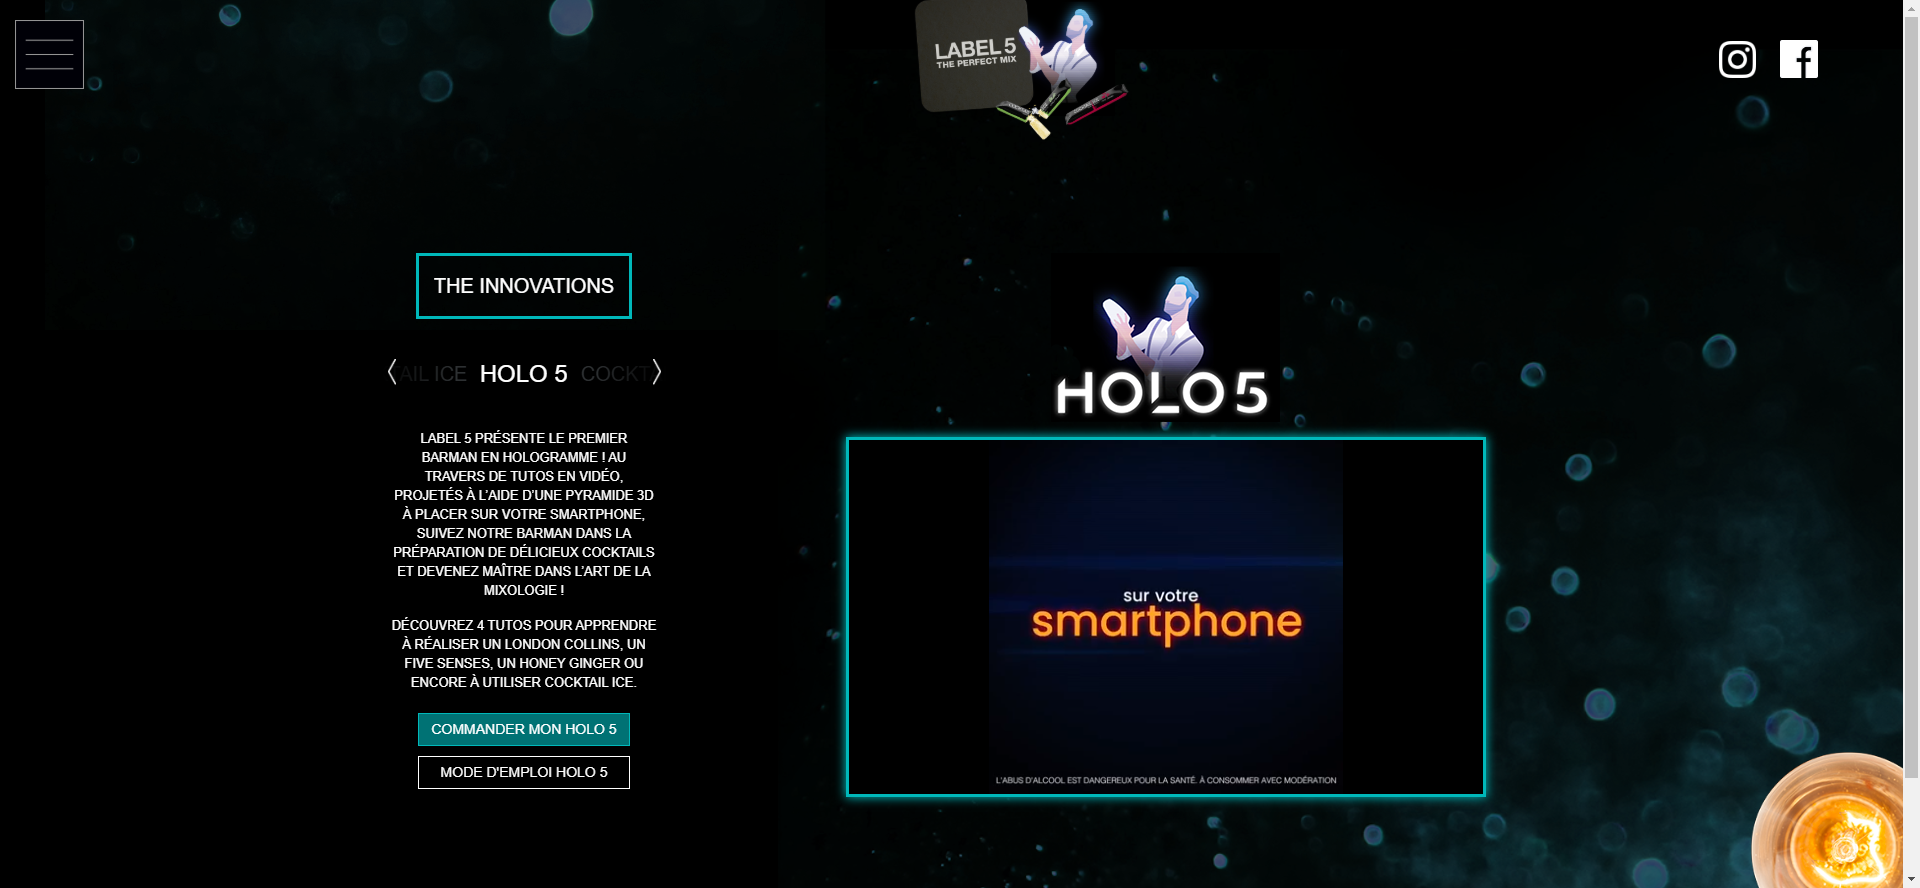 LABEL 5
THE PERFECT MIX
THE INNOVATIONS
AIL ICE HOLO 5 COCKT
LABEL 5 PRÉSENTE LE PREMIER
BARMAN EN HOLOGRAMME ! AU
TRAVERS DE TUTOS EN VIDÉO,
PROJETÉS À L’AIDE D’UNE PYRAMIDE 3D
À PLACER SUR VOTRE SMARTPHONE,
SUIVEZ NOTRE BARMAN DANS LA
PRÉPARATION DE DÉLICIEUX COCKTAILS
ET DEVENEZ MAÎTRE DANS L’ART DE LA
MIXOLOGIE !
DÉCOUVREZ 4 TUTOS POUR APPRENDRE
À RÉALISER UN LONDON COLLINS, UN
FIVE SENSES, UN HONEY GINGER OU
ENCORE À UTILISER COCKTAIL ICE.
COMMANDER MON HOLO 5
MODE D'EMPLOI HOLO 5
HOLO 5
sur votre
smartphone
L’ABUS D’ALCOOL EST DANGEREUX POUR LA SANTÉ. À CONSOMMER AVEC MODÉRATION